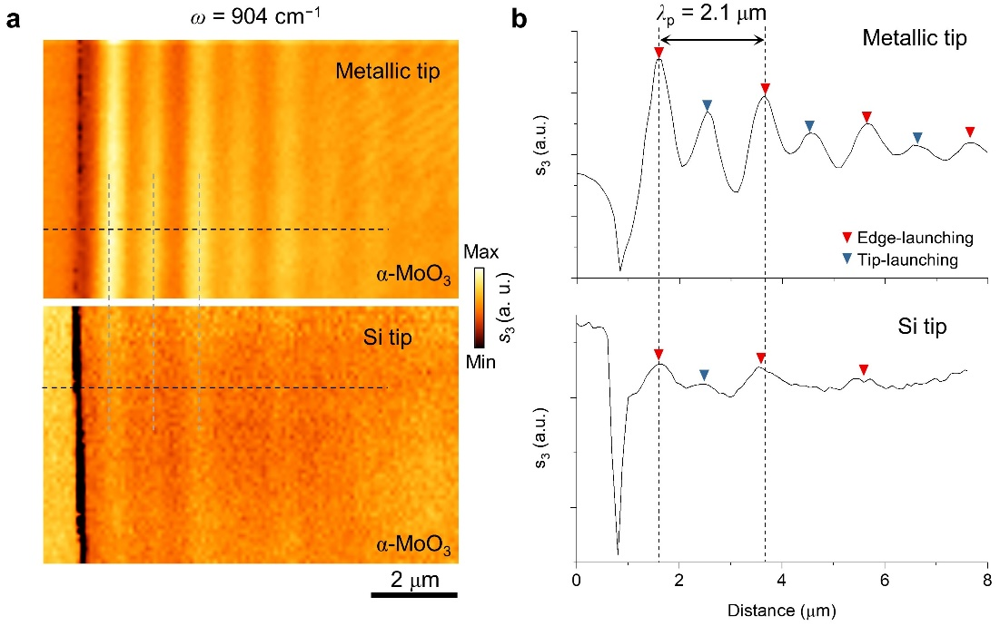 a
ω = 904 cm⁻¹
Metallic tip
α-MoO₃
Max
s₃ (a. u.)
Min
Si tip
α-MoO₃
2 μm
b
λₚ = 2.1 μm
Metallic tip
s₃ (a.u.)
Edge-launching
Tip-launching
Si tip
s₃ (a.u.)
0 2 4 6 8
Distance (μm)